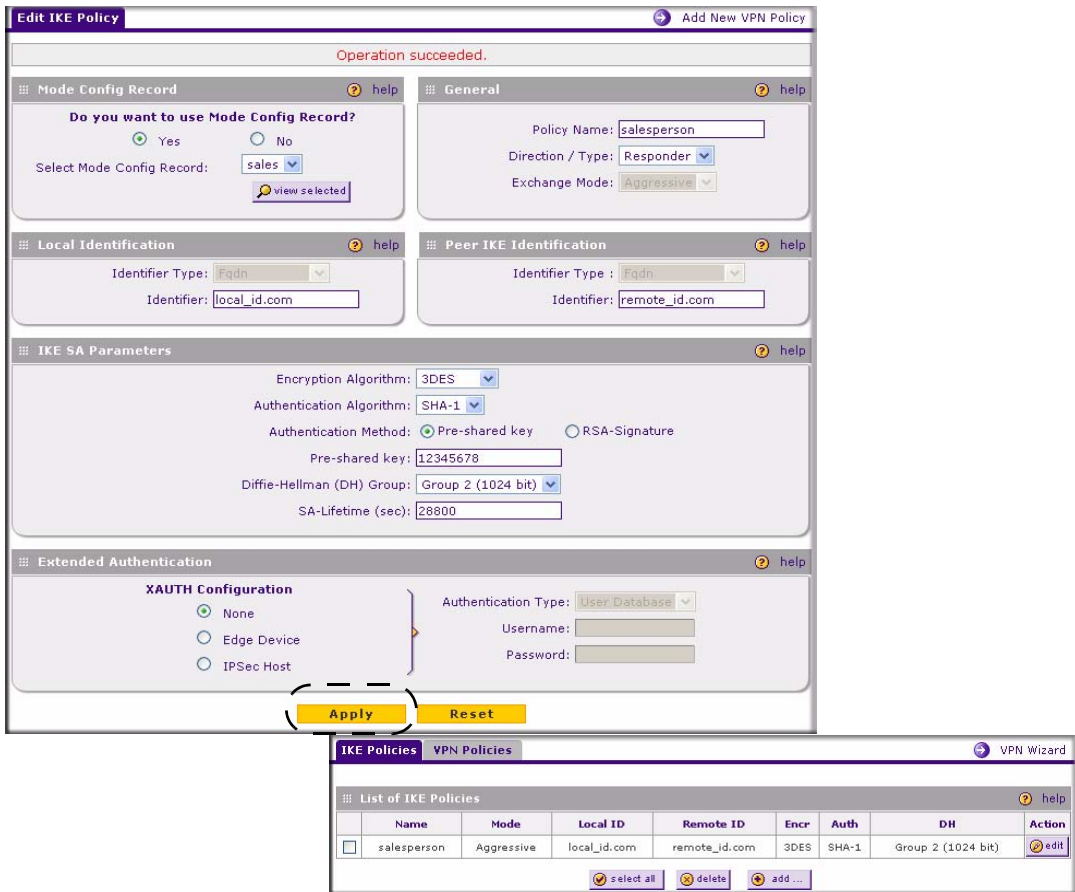 Edit IKE Policy
Add New VPN Policy
Operation succeeded.
Mode Config Record
help
Do you want to use Mode Config Record?
Yes
No
Select Mode Config Record:
sales
view selected
General
help
Policy Name:
salesperson
Direction / Type:
Responder
Exchange Mode:
Aggressive
Local Identification
help
Identifier Type:
Fqdn
Identifier:
local_id.com
Peer IKE Identification
help
Identifier Type :
Fqdn
Identifier:
remote_id.com
IKE SA Parameters
help
Encryption Algorithm:
3DES
Authentication Algorithm:
SHA-1
Authentication Method:
Pre-shared key
RSA-Signature
Pre-shared key:
12345678
Diffie-Hellman (DH) Group:
Group 2 (1024 bit)
SA-Lifetime (sec):
28800
Extended Authentication
help
XAUTH Configuration
None
Edge Device
IPSec Host
Authentication Type:
User Database
Username:
Password:
Apply
Reset
IKE Policies
VPN Policies
VPN Wizard
List of IKE Policies
help
Name Mode Local ID Remote ID Encr Auth DH Action
salesperson Aggressive local_id.com remote_id.com 3DES SHA-1 Group 2 (1024 bit) edit
select all
delete
add ...